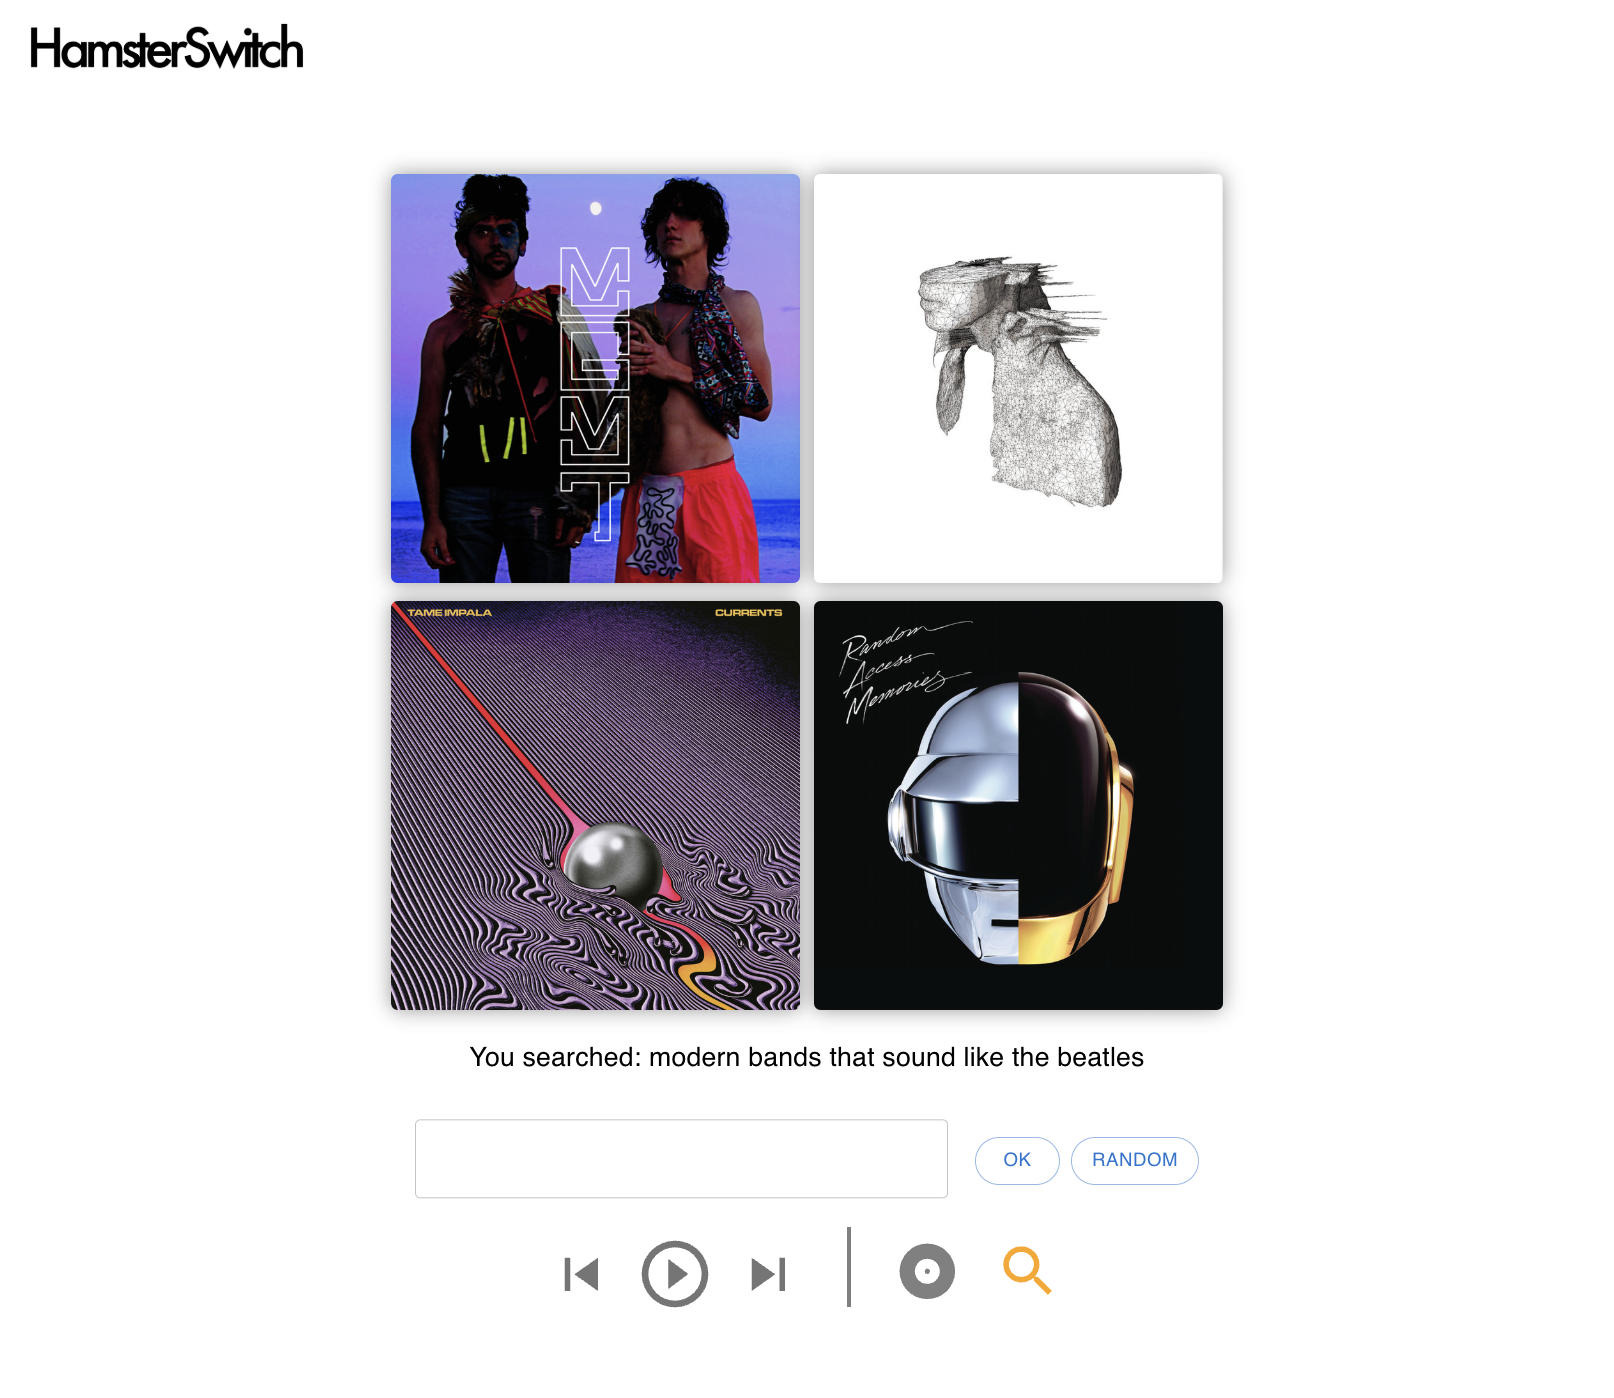 HamsterSwitch
MGMT
TAME IMPALA
CURRENTS
Random
Access
Memories
You searched: modern bands that sound like the beatles
OK
RANDOM